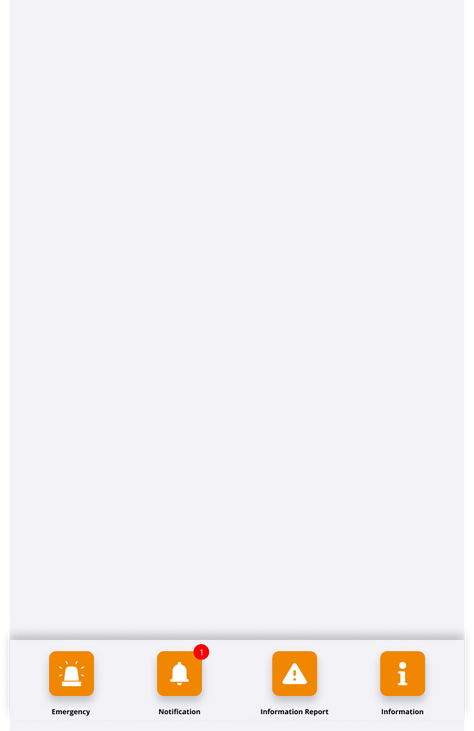 1
Emergency
Notification
Information Report
Information